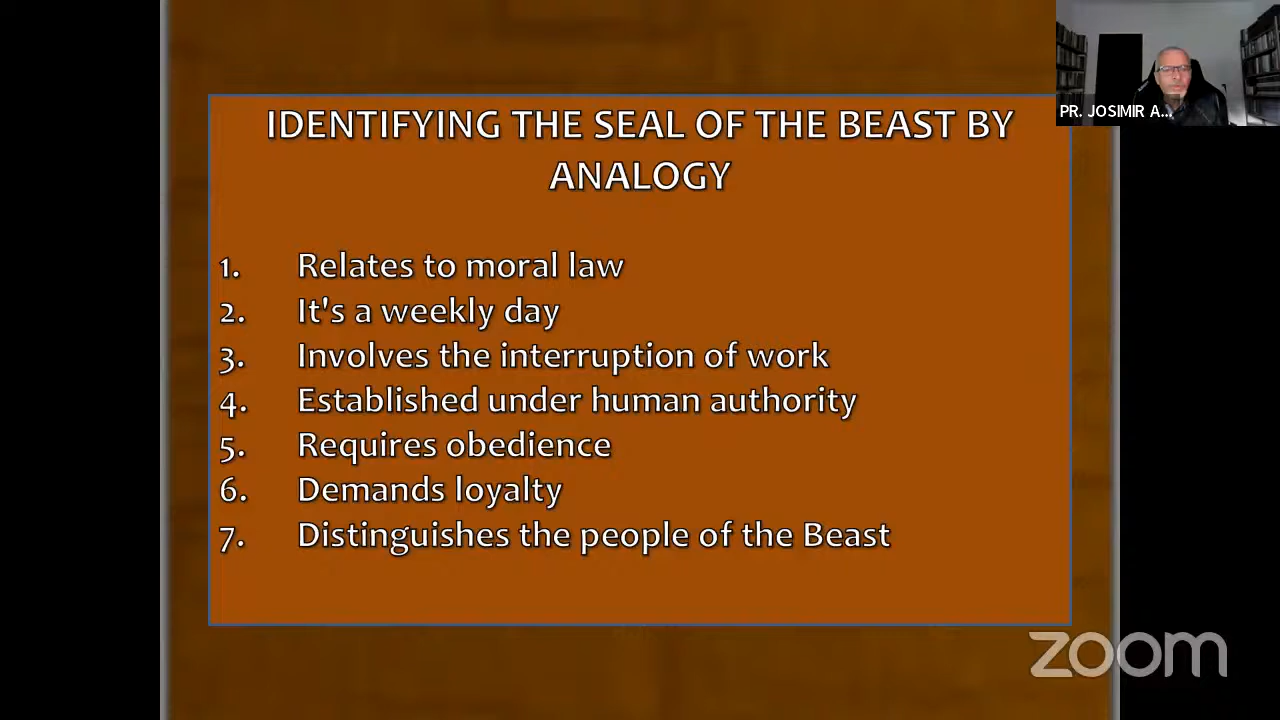 IDENTIFYING THE SEAL OF THE BEAST BY
ANALOGY
1. Relates to moral law
2. It's a weekly day
3. Involves the interruption of work
4. Established under human authority
5. Requires obedience
6. Demands loyalty
7. Distinguishes the people of the Beast
PR. JOSIMIR A...
zoom